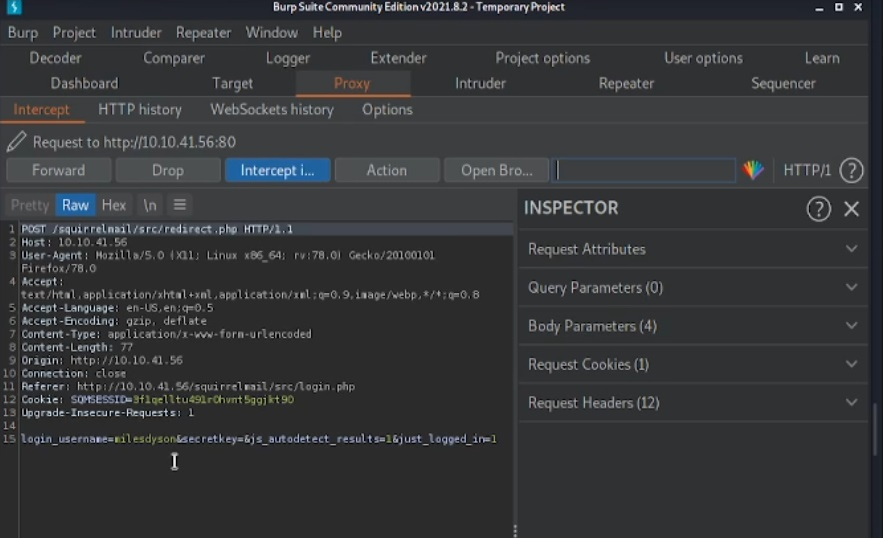 Burp Suite Community Edition v2021.8.2 - Temporary Project
Burp Project Intruder Repeater Window Help
Decoder Comparer Logger Extender Project options User options Learn
Dashboard Target Proxy Intruder Repeater Sequencer
Intercept HTTP history WebSockets history Options
Request to http://10.10.41.56:80
Forward Drop Intercept i... Action Open Bro... HTTP/1 ?
Pretty Raw Hex \n
INSPECTOR ?
1 POST /squirrelmail/src/redirect.php HTTP/1.1
2 Host: 10.10.41.56
3 User-Agent: Mozilla/5.0 (X11; Linux x86_64; rv:78.0) Gecko/20100101
Firefox/78.0
4 Accept:
text/html,application/xhtml+xml,application/xml;q=0.9,image/webp,*/*;q=0.8
5 Accept-Language: en-US,en;q=0.5
6 Accept-Encoding: gzip, deflate
7 Content-Type: application/x-www-form-urlencoded
8 Content-Length: 77
9 Origin: http://10.10.41.56
10 Connection: close
11 Referer: http://10.10.41.56/squirrelmail/src/login.php
12 Cookie: SQMSESSID=
13 Upgrade-Insecure-Requests: 1
14
15 login_username=milesdyson&secretkey=&js_autodetect_results=1&just_logged_in=1
Request Attributes
Query Parameters (0)
Body Parameters (4)
Request Cookies (1)
Request Headers (12)